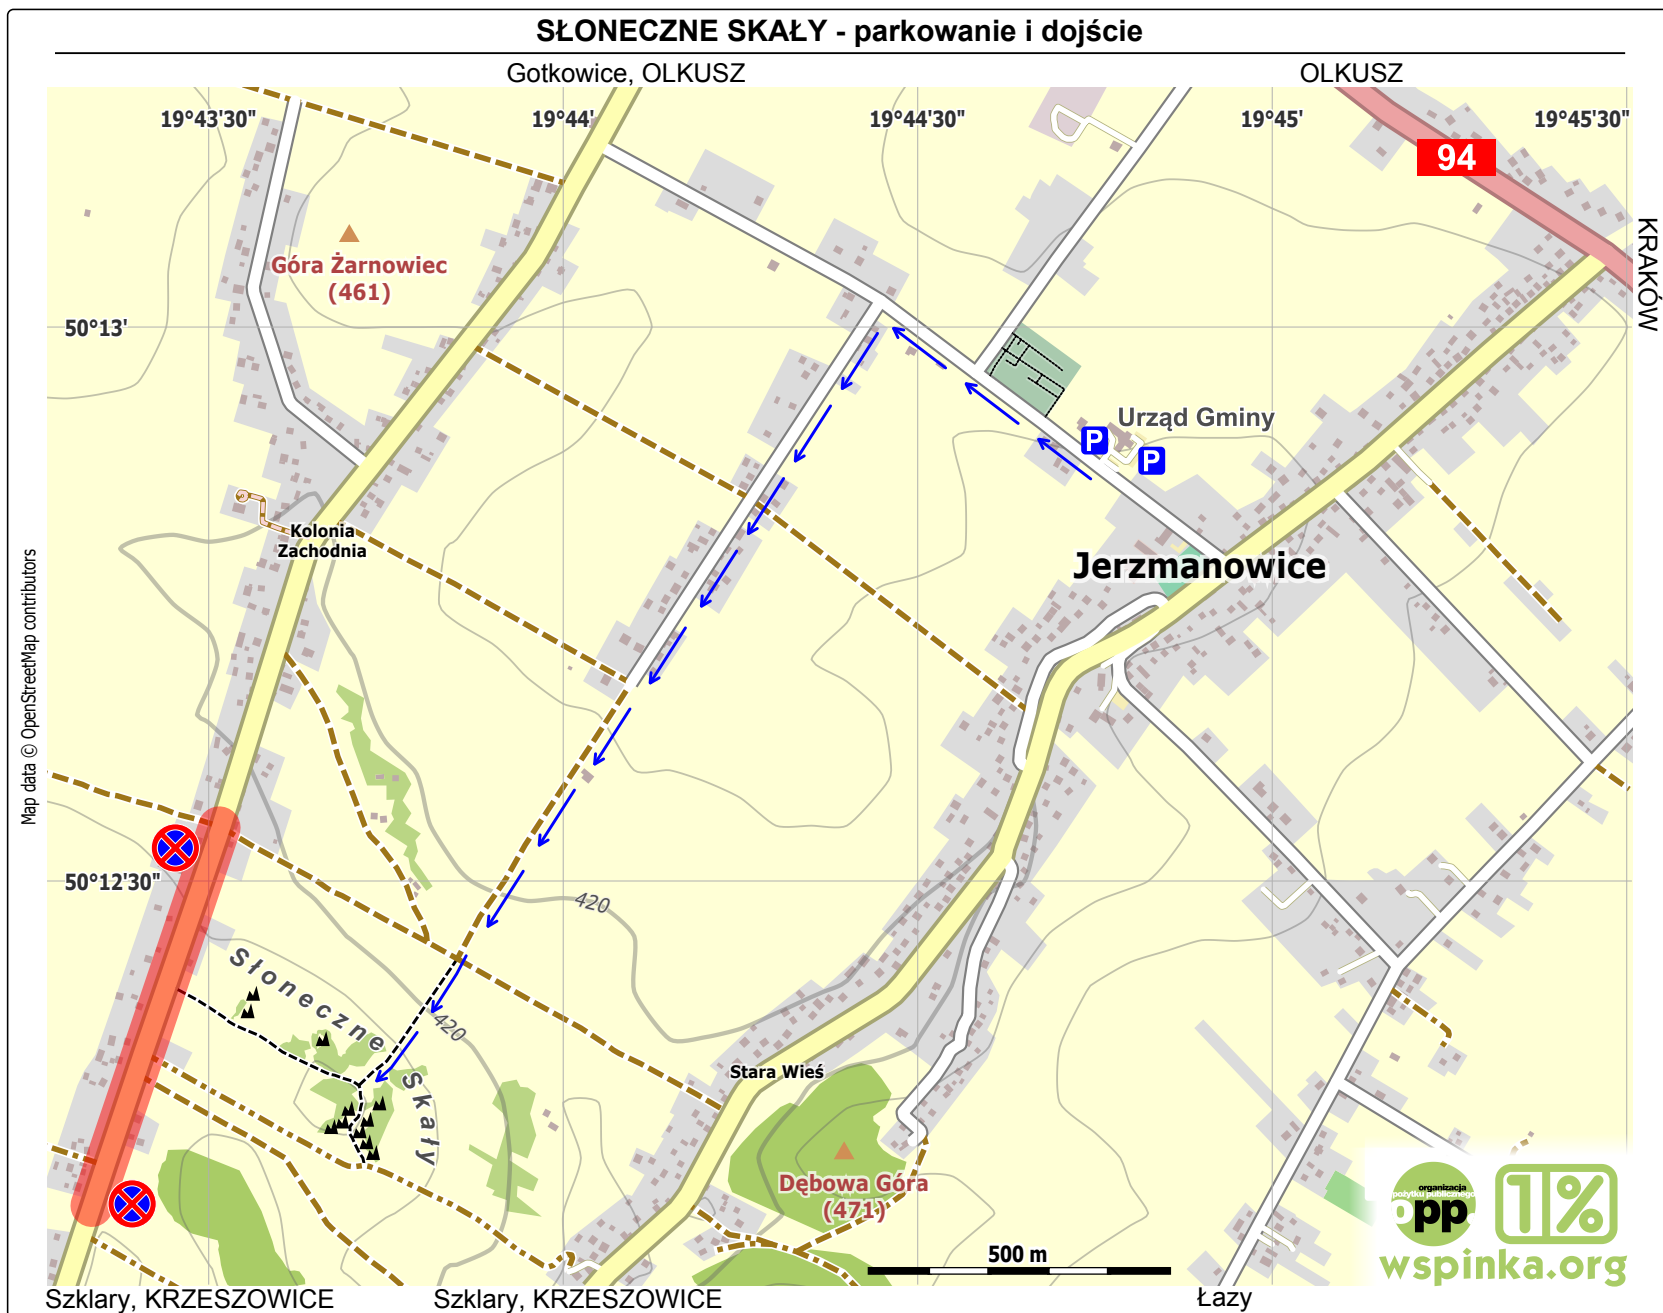 SŁONECZNE SKAŁY - parkowanie i dojście
Gotkowice, OLKUSZ
OLKUSZ
19°43'30"
19°44'
19°44'30"
19°45'
19°45'30"
94
KRAKÓW
Góra Żarnowiec
(461)
50°13'
Urząd Gminy
P
P
Kolonia
Zachodnia
Jerzmanowice
Map data © OpenStreetMap contributors
50°12'30"
420
Słoneczne
Skały
420
Stara Wieś
Dębowa Góra
(471)
500 m
organizacja
pożytku publicznego
opp
1%
wspinka.org
Szklary, KRZESZOWICE
Szklary, KRZESZOWICE
Łazy